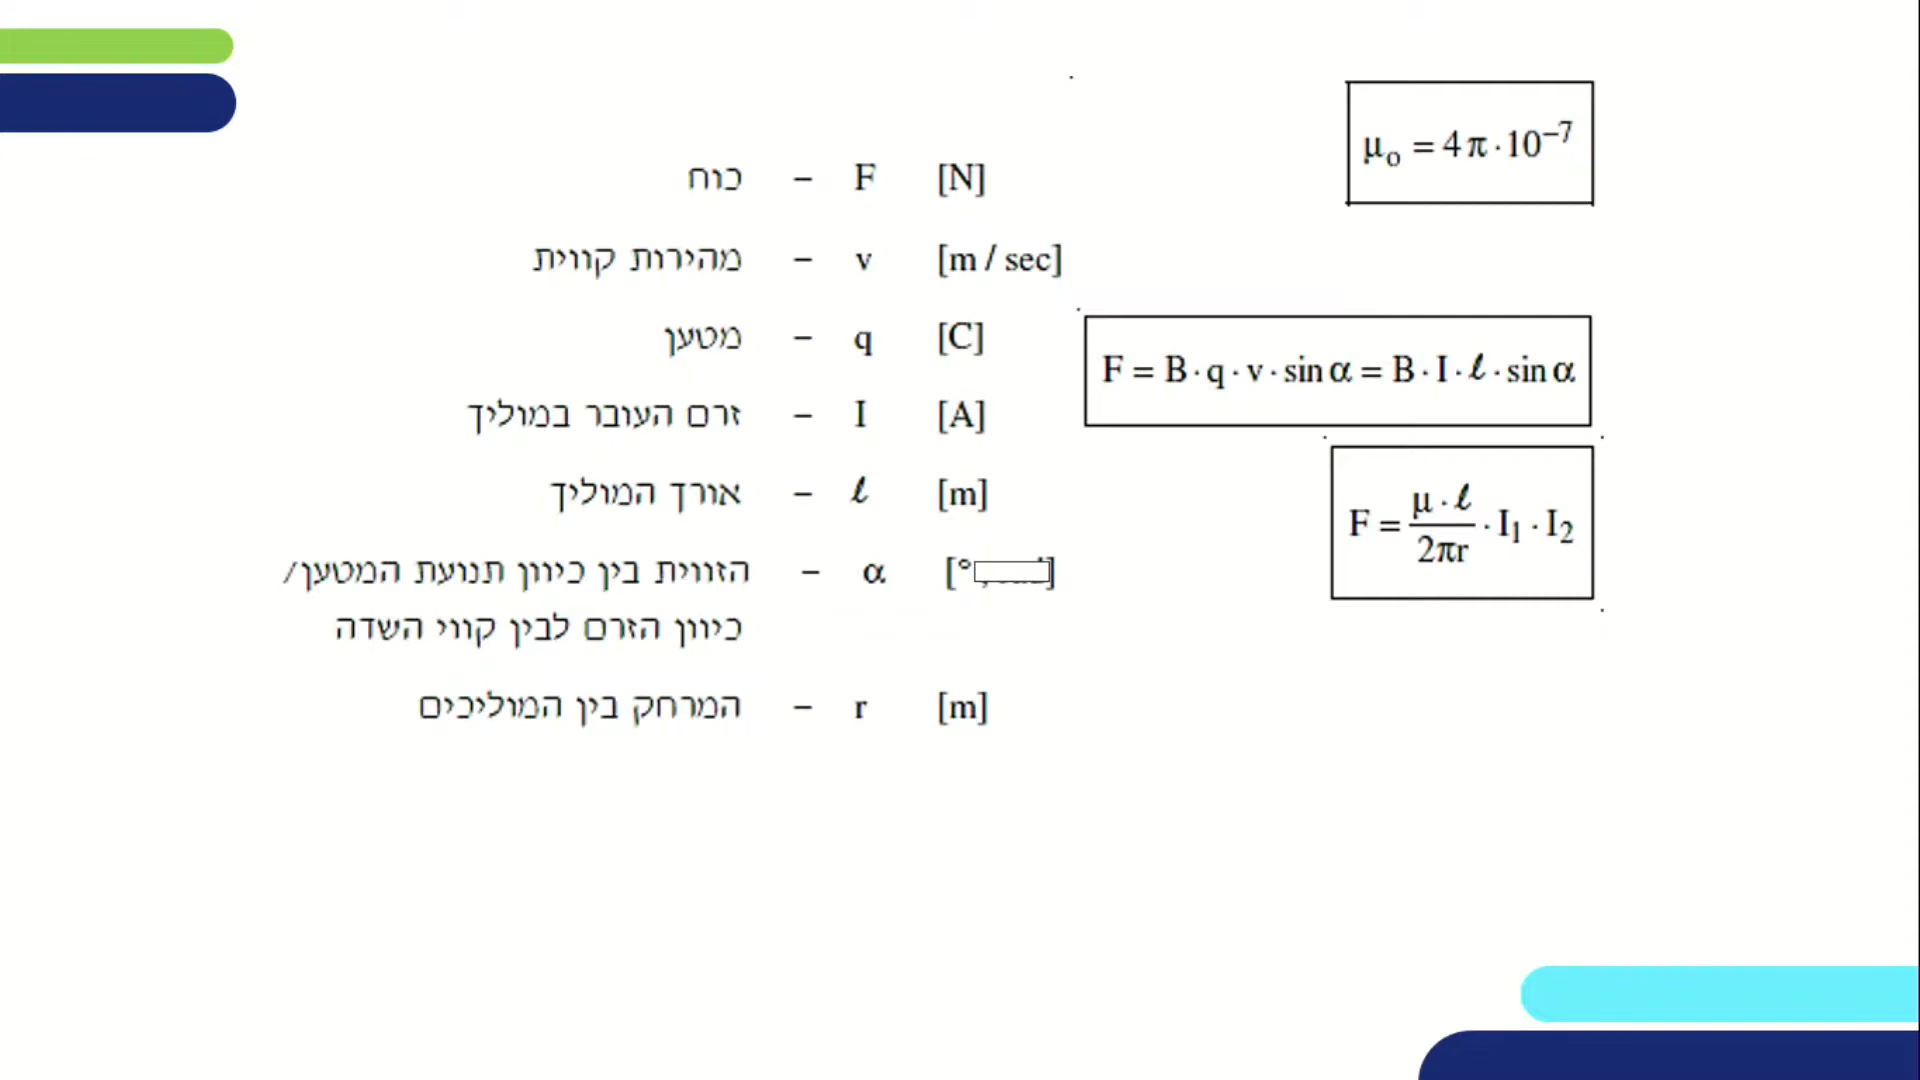 μ₀ = 4π·10⁻⁷
כוח – F [N]
מהירות קווית – v [m / sec]
מטען – q [C]
F = B · q · v · sin α = B · I · ℓ · sin α
זרם העובר במוליך – I [A]
אורך המוליך – ℓ [m]
F = μ · ℓ / 2πr · I₁ · I₂
הזווית בין כיוון תנועת המטען/ – α [°]
כיוון הזרם לבין קווי השדה
המרחק בין המוליכים – r [m]